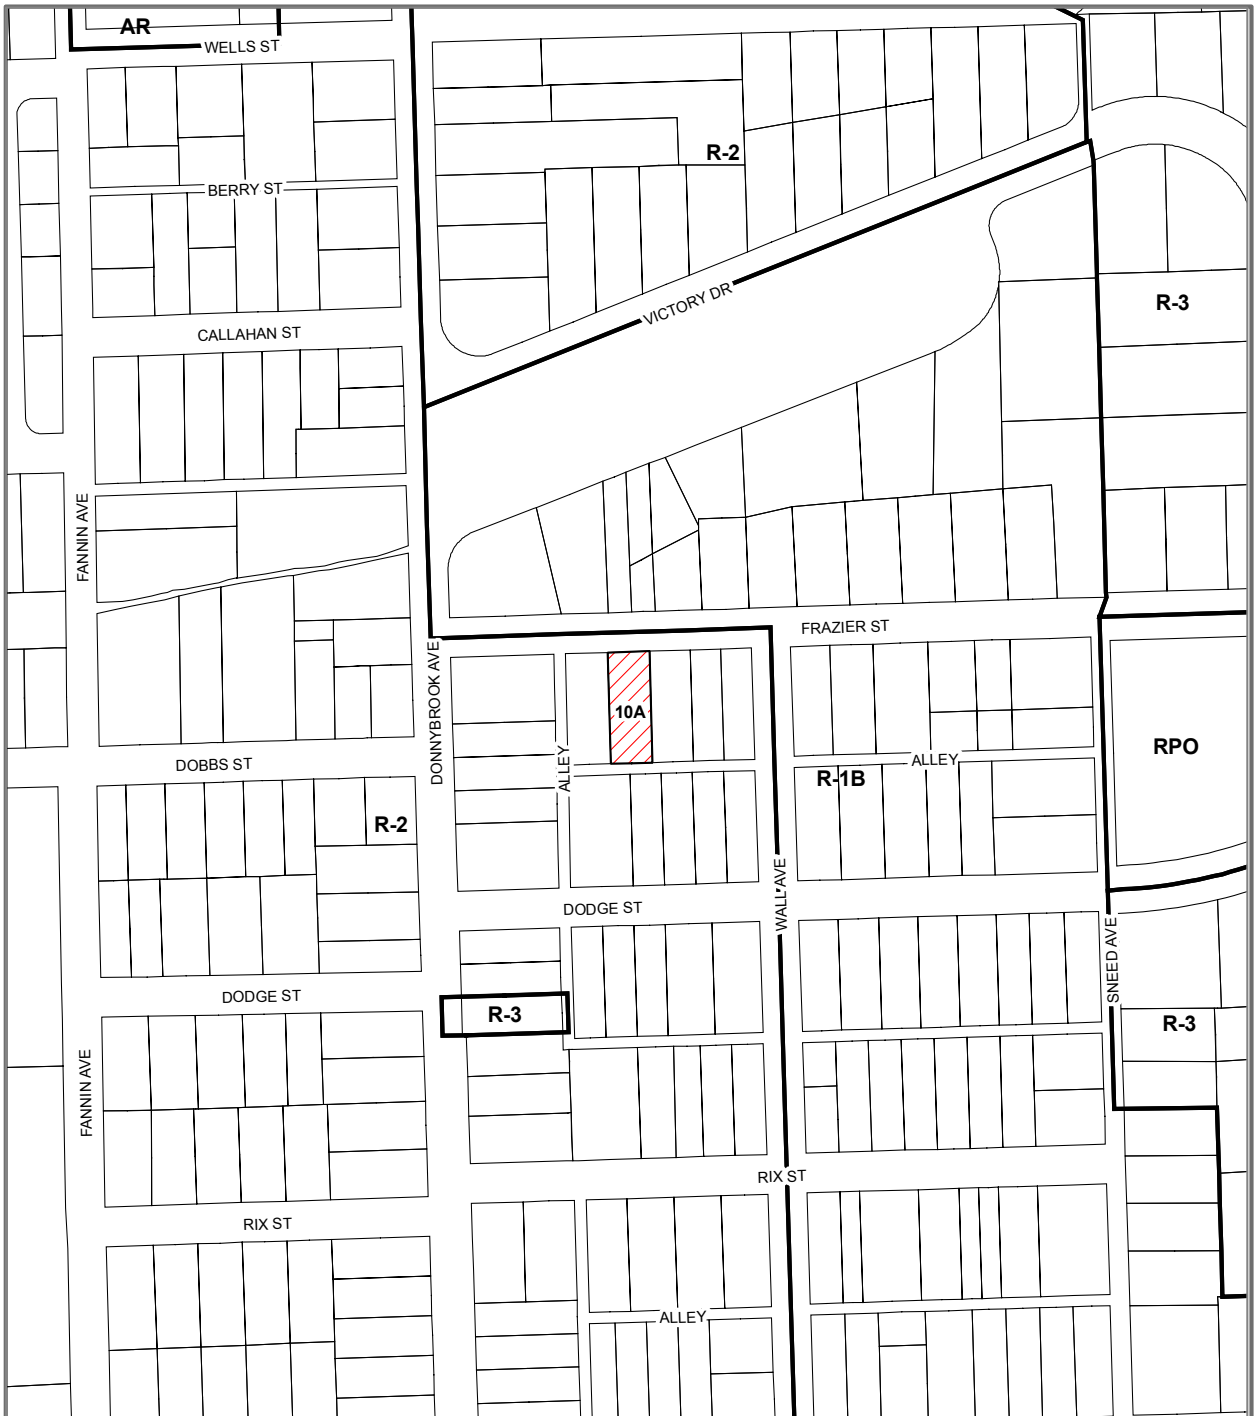 AR
WELLS ST
R-2
BERRY ST
VICTORY DR
R-3
CALLAHAN ST
FANNIN AVE
FRAZIER ST
DONNYBROOK AVE
10A
RPO
DOBBS ST
ALLEY
ALLEY
R-1B
R-2
WALL AVE
DODGE ST
SNEED AVE
DODGE ST
R-3
R-3
FANNIN AVE
RIX ST
RIX ST
ALLEY